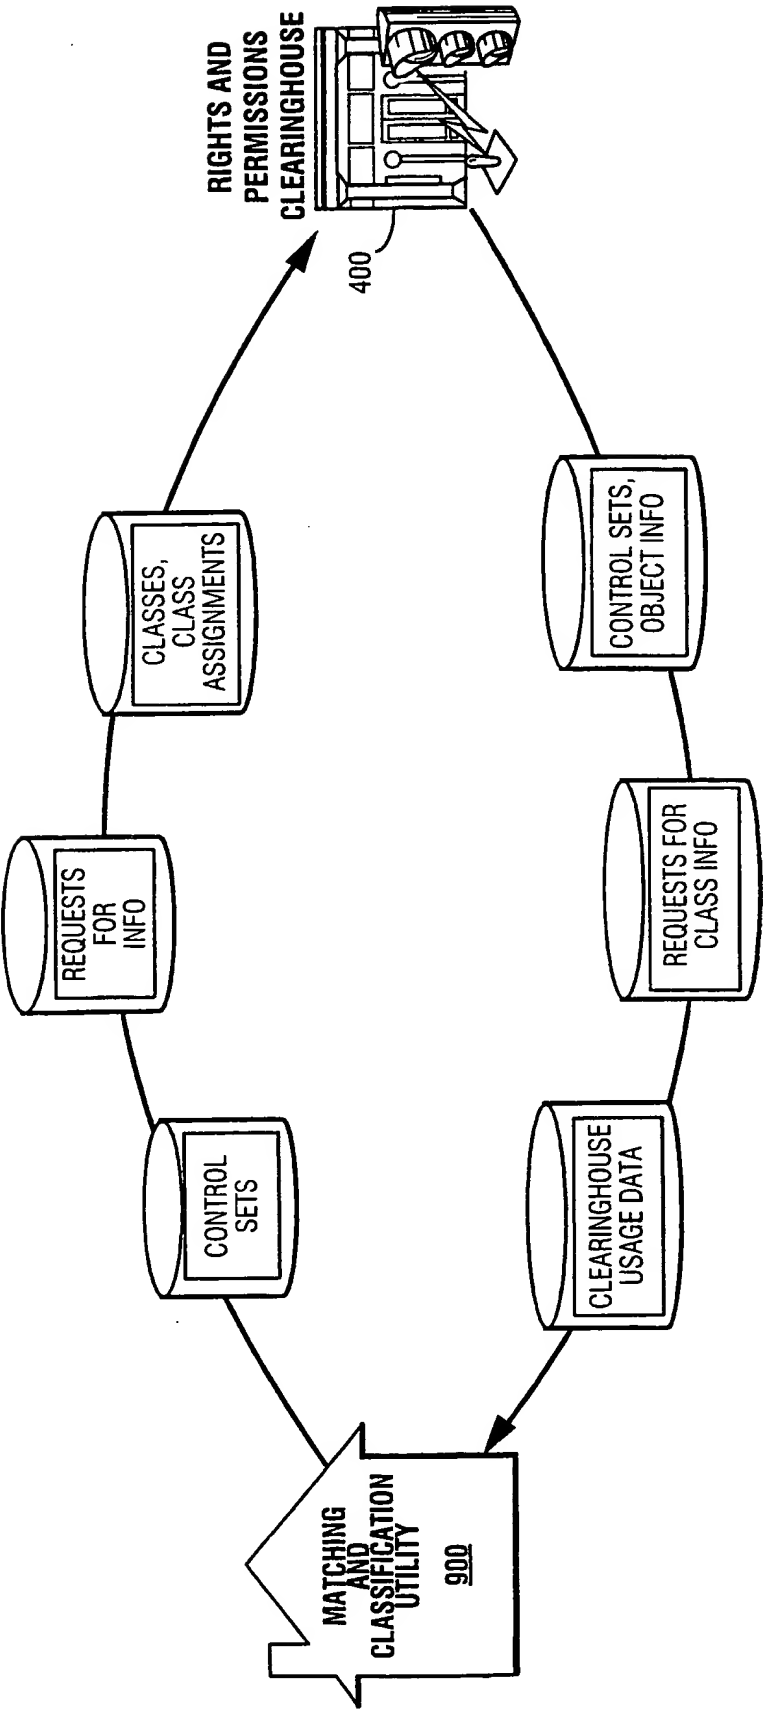 CONTROL
SETS
REQUESTS
FOR
INFO
CLASSES,
CLASS
ASSIGNMENTS
RIGHTS AND
PERMISSIONS
CLEARINGHOUSE
400
MATCHING
AND
CLASSIFICATION
UTILITY
900
CLEARINGHOUSE
USAGE DATA
REQUESTS FOR
CLASS INFO
CONTROL SETS,
OBJECT INFO